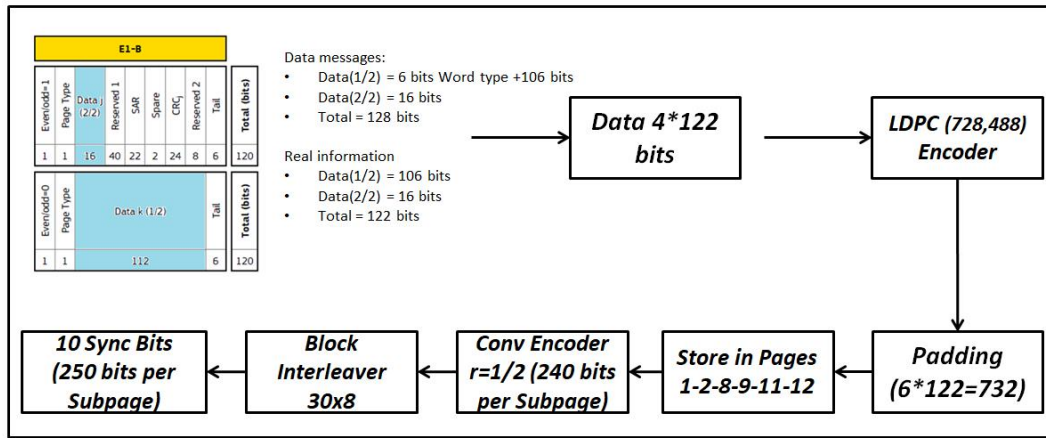 E1-B
Even/odd=1
Page Type
Data j
(2/2)
Reserved 1
SAR
Spare
CRCj
Reserved 2
Tail
Total (bits)
1 1 16 40 22 2 24 8 6 120
Even/odd=0
Page Type
Data k (1/2)
Tail
Total (bits)
1 1 112 6 120
Data messages:
• Data(1/2) = 6 bits Word type +106 bits
• Data(2/2) = 16 bits
• Total = 128 bits
Real information
• Data(1/2) = 106 bits
• Data(2/2) = 16 bits
• Total = 122 bits
Data 4*122
bits
LDPC (728,488)
Encoder
Padding
(6*122=732)
Store in Pages
1-2-8-9-11-12
Conv Encoder
r=1/2 (240 bits
per Subpage)
Block
Interleaver
30x8
10 Sync Bits
(250 bits per
Subpage)